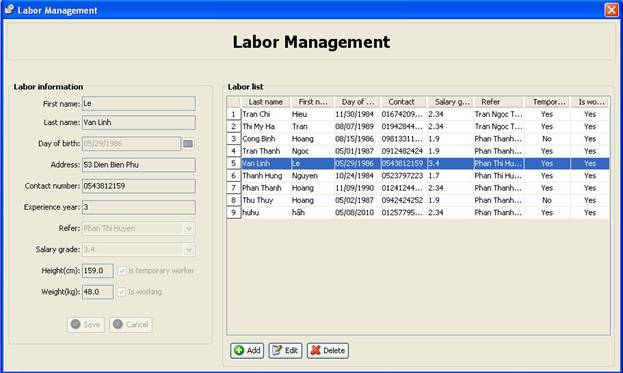 Labor Management
Labor Management
Labor information
First name: Le
Last name: Van Linh
Day of birth: 05/29/1986
Address: 53 Dien Bien Phu
Contact number: 0543812159
Experience year: 3
Refer: Phan Thi Huyen
Salary grade: 3.4
Height(cm): 159.0 is temporary worker
Weight(kg): 48.0 Is working
Save Cancel
Labor list
Last name First n... Day of ... Contact Salary g... Refer Tempor... Is wo...
1 Tran Chi Hieu 11/30/1984 01674209... 2.34 Tran Ngoc T... Yes Yes
2 Thi My Ha Tran 08/07/1989 01942844... 2.34 Tran Ngoc T... Yes Yes
3 Cong Binh Hoang 08/15/1986 09813311... 1.9 Phan Thanh... No Yes
4 Tran Thanh Ngoc 05/01/1987 0912482424 1.9 Phan Thanh... Yes Yes
5 Van Linh Le 05/29/1986 0543812159 3.4 Phan Thi Hu... Yes Yes
6 Thanh Hung Nguyen 10/24/1984 0523797223 1.7 Phan Thi Hu... Yes Yes
7 Phan Thanh Hoang 11/09/1990 01241244... 2.34 Phan Thanh... Yes Yes
8 Thu Thuy Hoang 05/02/1987 0942424252 1.9 Phan Thanh... No Yes
9 huhu hăh 05/08/2010 01257795... 2.34 Phan Thanh... Yes Yes
Add Edit Delete